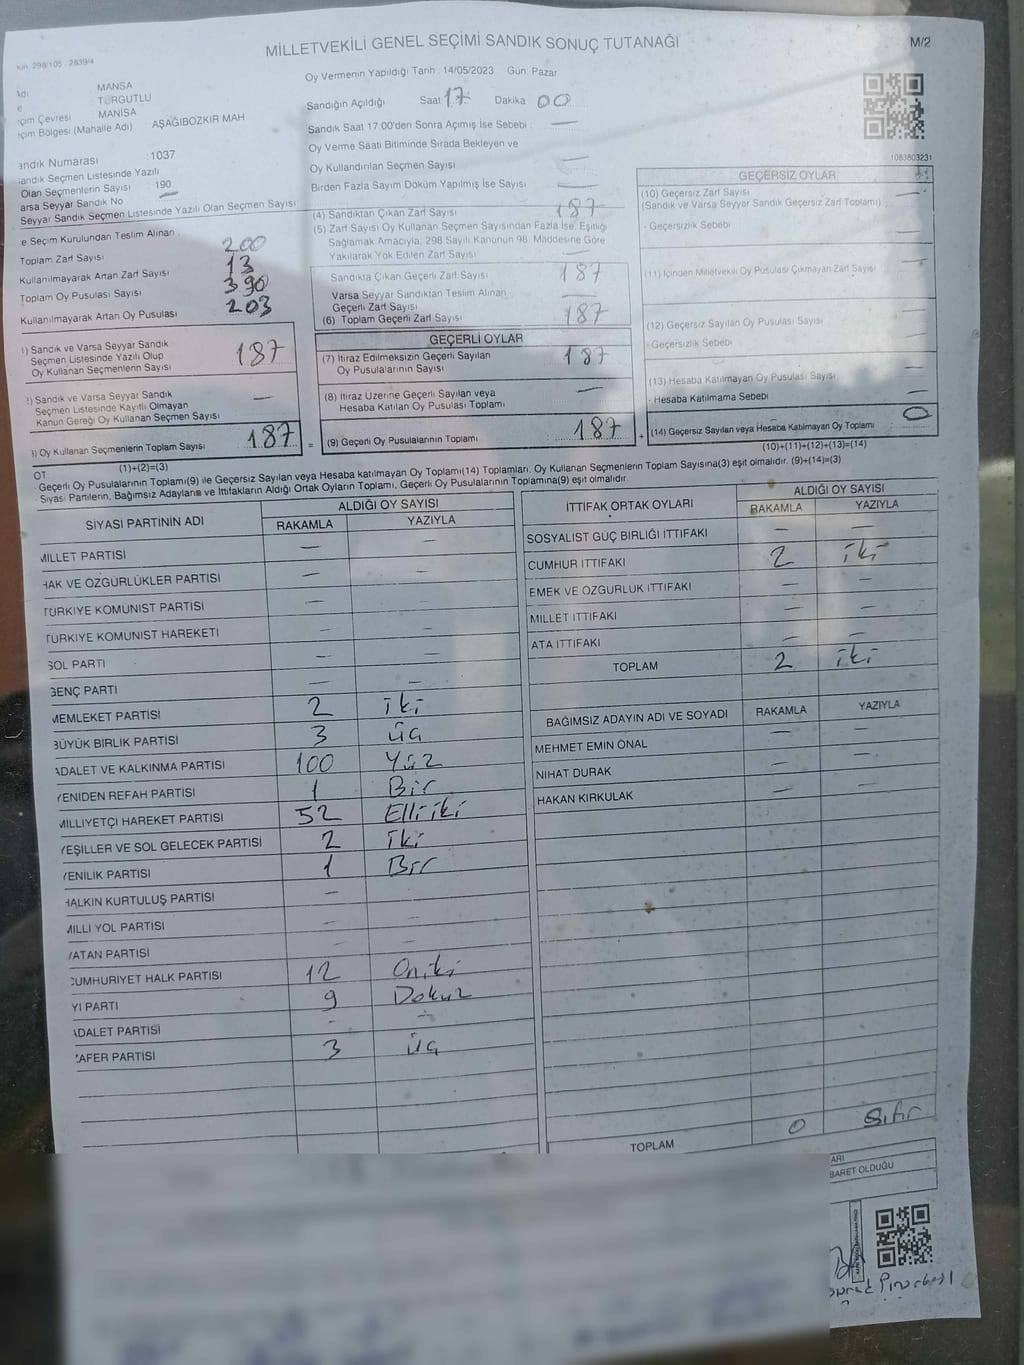 MİLLETVEKİLİ GENEL SEÇİMİ SANDIK SONUÇ TUTANAĞI
M/2
298/105 - 2839/4
MANİSA
TURGUTLU
MANİSA
AŞAĞIBOZKIR MAH
Oy Vermenin Yapıldığı Tarih : 14/05/2023 Gün: Pazar
Sandığın Açıldığı Saat 17 Dakika 00
Sandık Saat 17.00'den Sonra Açılmış İse Sebebi : —
Oy Verme Saati Bitiminde Sırada Bekleyen ve
Oy Kullandırılan Seçmen Sayısı —
Birden Fazla Sayım Döküm Yapılmış İse Sayısı —
çim Çevresi
çim Bölgesi (Mahalle Adı)
andık Numarası : 1037
andık Seçmen Listesinde Yazılı
Olan Seçmenlerin Sayısı 190
arsa Seyyar Sandık No —
Seyyar Sandık Seçmen Listesinde Yazılı Olan Seçmen Sayısı
e Seçim Kurulundan Teslim Alınan
Toplam Zarf Sayısı 200
Kullanılmayarak Artan Zarf Sayısı 13
Toplam Oy Pusulası Sayısı 390
Kullanılmayarak Artan Oy Pusulası 203
1) Sandık ve Varsa Seyyar Sandık
Seçmen Listesinde Yazılı Olup
Oy Kullanan Seçmenlerin Sayısı 187
2) Sandık ve Varsa Seyyar Sandık
Seçmen Listesinde Kayıtlı Olmayan
Kanun Gereği Oy Kullanan Seçmen Sayısı —
3) Oy Kullanan Seçmenlerin Toplam Sayısı 187 =
(1)+(2)=(3)
(4) Sandıktan Çıkan Zarf Sayısı 187
(5) Zarf Sayısı Oy Kullanan Seçmen Sayısından Fazla İse, Eşitliği
Sağlamak Amacıyla; 298 Sayılı Kanunun 98. Maddesine Göre
Yakılarak Yok Edilen Zarf Sayısı —
Sandıkta Çıkan Geçerli Zarf Sayısı 187
Varsa Seyyar Sandıktan Teslim Alınan
Geçerli Zarf Sayısı —
(6) Toplam Geçerli Zarf Sayısı 187
GEÇERLİ OYLAR
(7) İtiraz Edilmeksizin Geçerli Sayılan
Oy Pusulalarının Sayısı 187
(8) İtiraz Üzerine Geçerli Sayılan veya
Hesaba Katılan Oy Pusulası Toplamı —
(9) Geçerli Oy Pusulalarının Toplamı 187 +
1083803231
GEÇERSİZ OYLAR
(10) Geçersiz Zarf Sayısı
(Sandık ve Varsa Seyyar Sandık Geçersiz Zarf Toplamı) —
- Geçersizlik Sebebi —
(11) İçinden Milletvekili Oy Pusulası Çıkmayan Zarf Sayısı —
(12) Geçersiz Sayılan Oy Pusulası Sayısı —
Geçersizlik Sebebi —
(13) Hesaba Katılmayan Oy Pusulası Sayısı —
- Hesaba Katılmama Sebebi —
(14) Geçersiz Sayılan veya Hesaba Katılmayan Oy Toplamı 0
(10)+(11)+(12)+(13)=(14)
OT
- Geçerli Oy Pusulalarının Toplamı(9) ile Geçersiz Sayılan veya Hesaba katılmayan Oy Toplamı(14) Toplamları, Oy Kullanan Seçmenlerin Toplam Sayısına(3) eşit olmalıdır. (9)+(14)=(3)
- Siyasi Partilerin, Bağımsız Adayların ve İttifakların Aldığı Ortak Oyların Toplamı, Geçerli Oy Pusulalarının Toplamına(9) eşit olmalıdır.
SİYASİ PARTİNİN ADI ALDIĞI OY SAYISI
RAKAMLA YAZIYLA
MİLLET PARTİSİ — —
HAK VE ÖZGÜRLÜKLER PARTİSİ — —
TÜRKİYE KOMÜNİST PARTİSİ — —
TÜRKİYE KOMÜNİST HAREKETİ — —
SOL PARTİ — —
GENÇ PARTİ — —
MEMLEKET PARTİSİ 2 iki
BÜYÜK BİRLİK PARTİSİ 3 üç
ADALET VE KALKINMA PARTİSİ 100 Yüz
YENİDEN REFAH PARTİSİ 1 Bir
MİLLİYETÇİ HAREKET PARTİSİ 52 Elli iki
YEŞİLLER VE SOL GELECEK PARTİSİ 2 İki
YENİLİK PARTİSİ 1 Bir
HALKIN KURTULUŞ PARTİSİ —
MİLLİ YOL PARTİSİ — —
VATAN PARTİSİ — —
CUMHURİYET HALK PARTİSİ 12 Oniki
İYİ PARTİ 9 Dokuz
ADALET PARTİSİ — —
ZAFER PARTİSİ 3 üç
İTTİFAK ORTAK OYLARI ALDIĞI OY SAYISI
RAKAMLA YAZIYLA
SOSYALİST GÜÇ BİRLİĞİ İTTİFAKI — —
CUMHUR İTTİFAKI 2 iki
EMEK VE ÖZGÜRLÜK İTTİFAKI — —
MİLLET İTTİFAKI — —
ATA İTTİFAKI — —
TOPLAM 2 iki
BAĞIMSIZ ADAYIN ADI VE SOYADI RAKAMLA YAZIYLA
MEHMET EMİN ÖNAL — —
NİHAT DURAK — —
HAKAN KIRKULAK — —
TOPLAM 0 Sıfır
ARI
BARET OLDUĞU